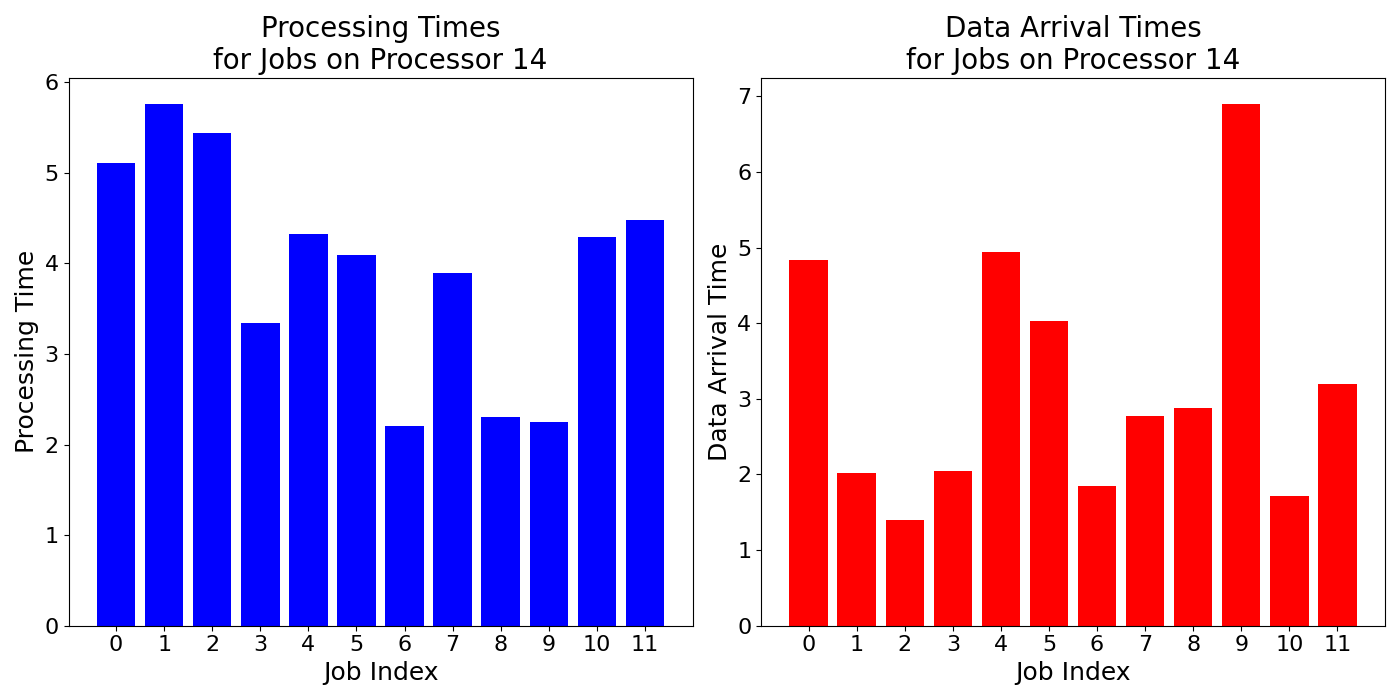 Processing Times
for Jobs on Processor 14
Processing Time
6
5
4
3
2
1
0
0 1 2 3 4 5 6 7 8 9 10 11
Job Index
Data Arrival Times
for Jobs on Processor 14
Data Arrival Time
7
6
5
4
3
2
1
0
0 1 2 3 4 5 6 7 8 9 10 11
Job Index